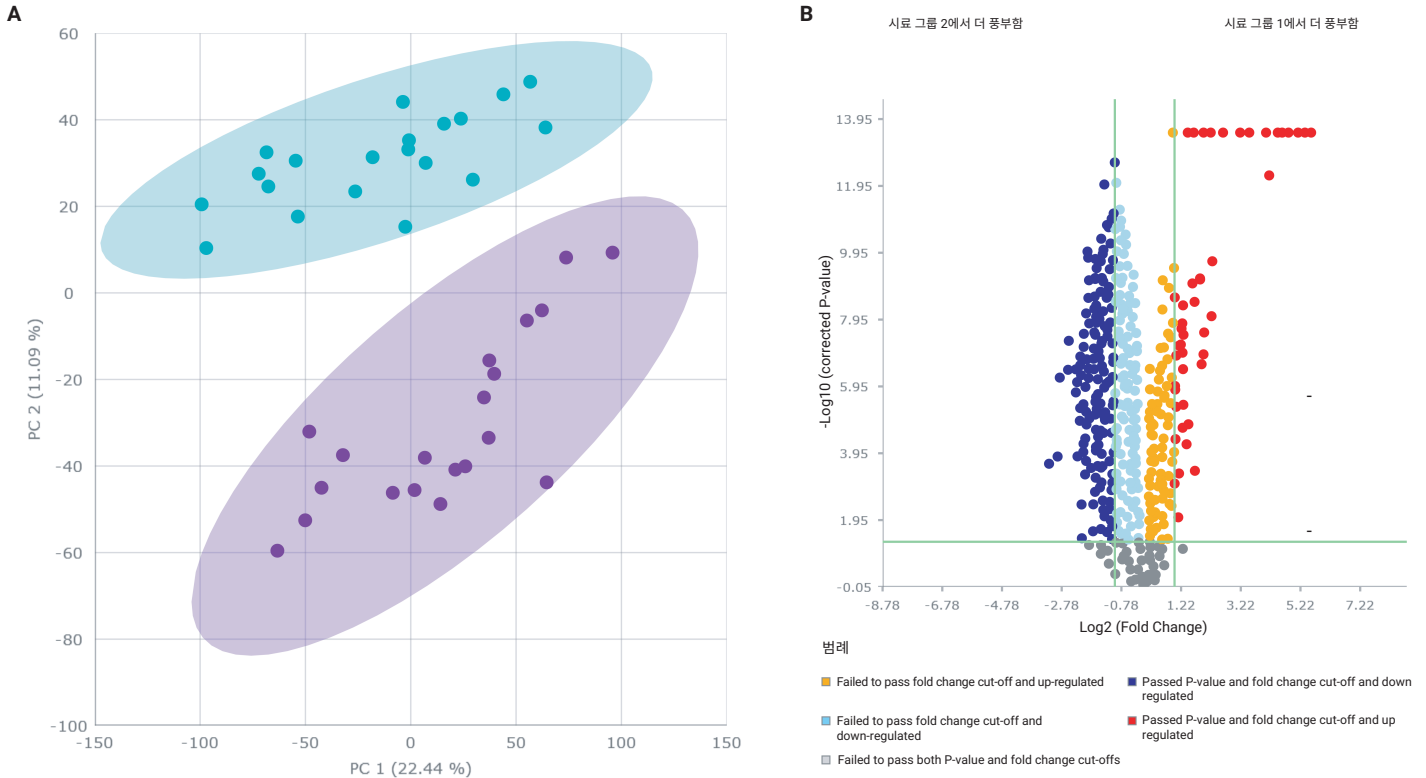 A
60
40
20
0
-20
-40
-60
-80
-100
PC 2 (11.09 %)
-150
-100
-50
0
50
100
150
PC 1 (22.44 %)
B
시료 그룹 2에서 더 풍부함
시료 그룹 1에서 더 풍부함
13.95
11.95
9.95
7.95
5.95
3.95
1.95
-0.05
-Log10 (corrected P-value)
-8.78
-6.78
-4.78
-2.78
-0.78
1.22
3.22
5.22
7.22
Log2 (Fold Change)
범례
Failed to pass fold change cut-off and up-regulated
Failed to pass fold change cut-off and
down-regulated
Failed to pass both P-value and fold change cut-offs
Passed P-value and fold change cut-off and down
regulated
Passed P-value and fold change cut-off and up
regulated